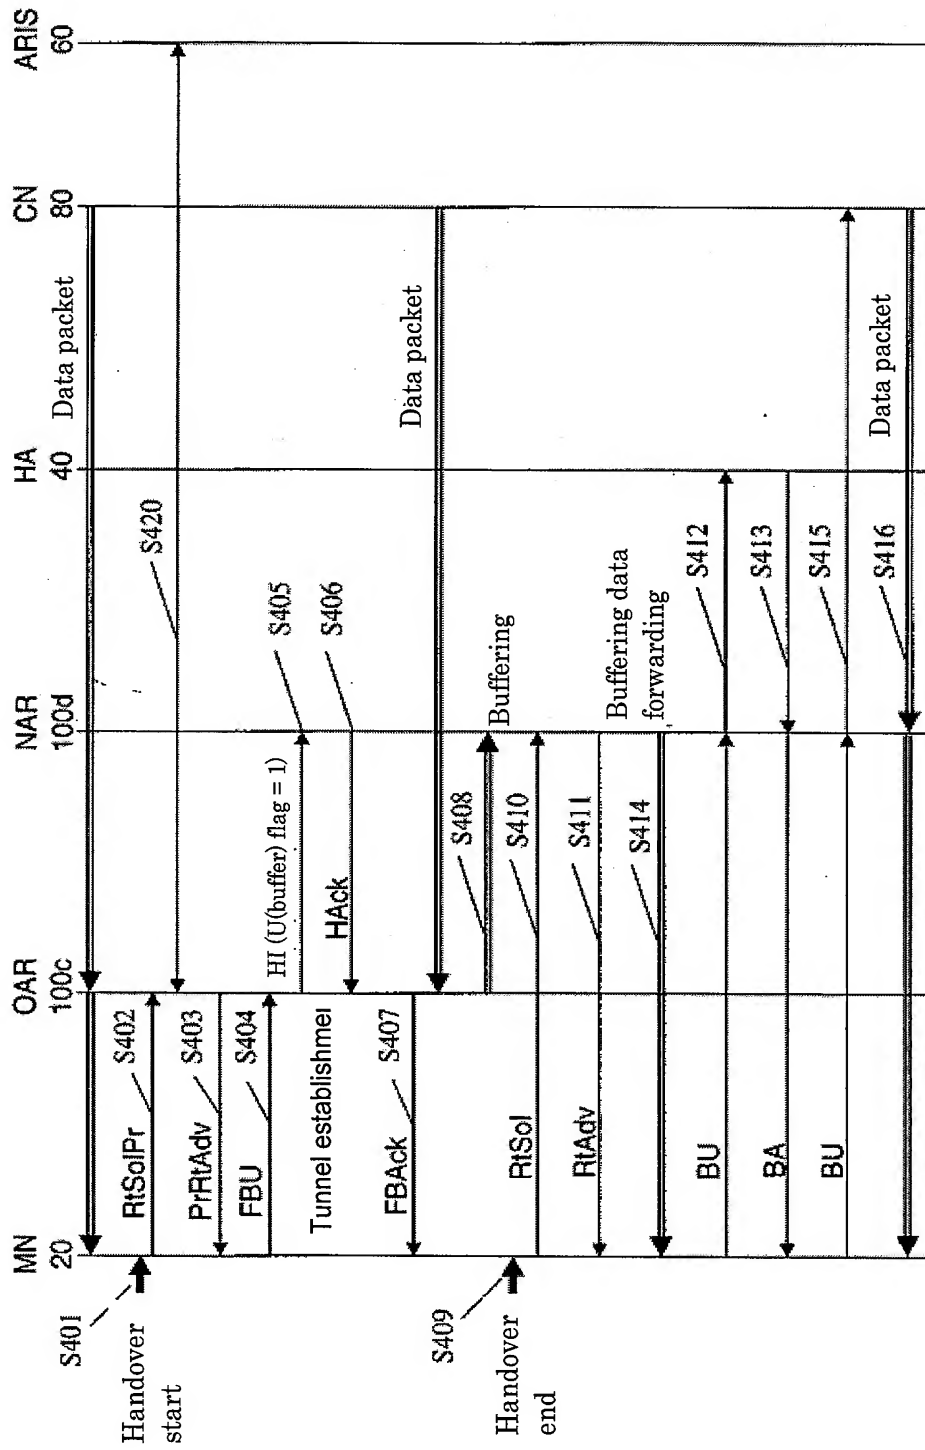 MN
20
OAR
100c
NAR
100d
HA
40
CN
80
ARIS
60
Data packet
S401
Handover
start
RtSolPr
S402
S420
PrRtAdv
S403
FBU
S404
HI (U(buffer) flag = 1)
S405
Tunnel establishmei
HAck
S406
FBAck
S407
Data packet
S408
Buffering
S409
Handover
end
RtSol
S410
RtAdv
S411
Buffering data
forwarding
S414
BU
S412
BA
S413
BU
S415
Data packet
S416